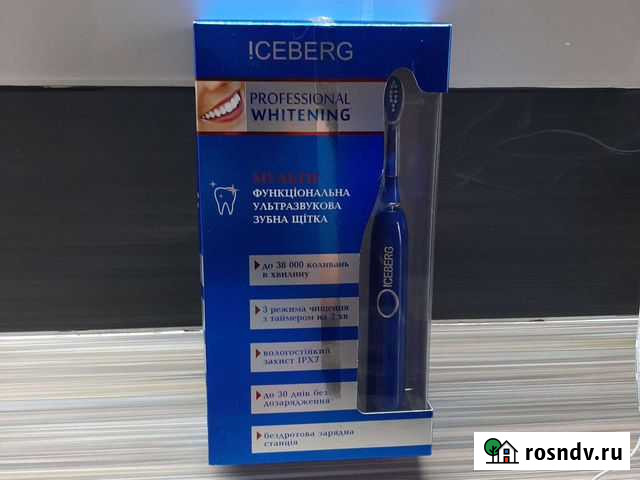 !CEBERG
PROFESSIONAL
WHITENING
МУЛЬТИ
ФУНКЦІОНАЛЬНА
УЛЬТРАЗВУКОВА
ЗУБНА ЩІТКА
до 38 000 коливань
в хвилину
3 режима чищення
з таймером на 2 хв
вологостійкий
захист IPX7
до 30 днів без
дозарядження
бездротова зарядна
станція
!CEBERG
rosndv.ru